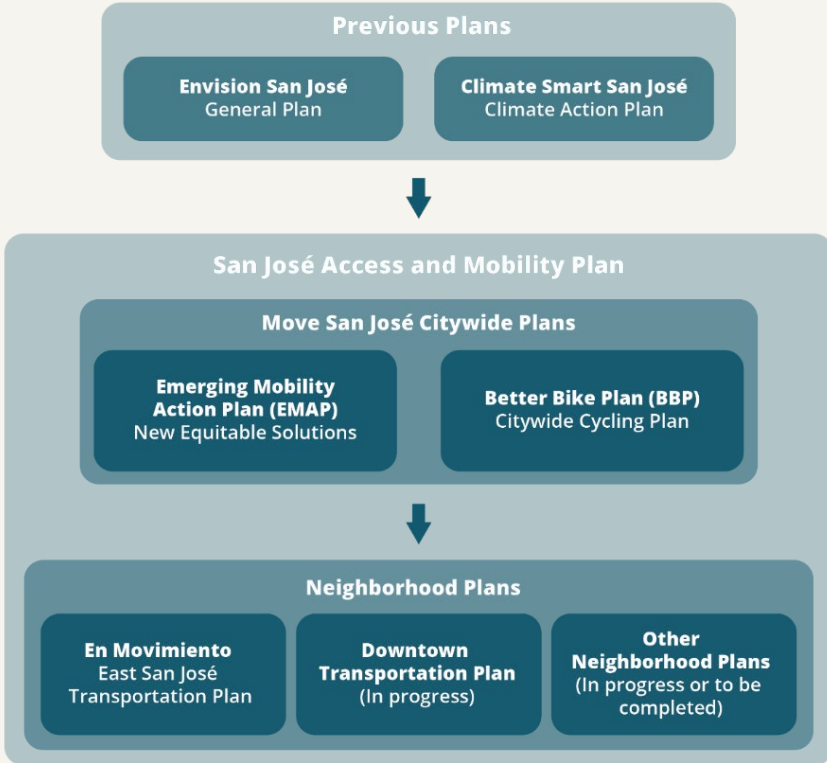 Previous Plans
Envision San José
General Plan
Climate Smart San José
Climate Action Plan
San José Access and Mobility Plan
Move San José Citywide Plans
Emerging Mobility
Action Plan (EMAP)
New Equitable Solutions
Better Bike Plan (BBP)
Citywide Cycling Plan
Neighborhood Plans
En Movimiento
East San José
Transportation Plan
Downtown
Transportation Plan
(In progress)
Other
Neighborhood Plans
(In progress or to be
completed)